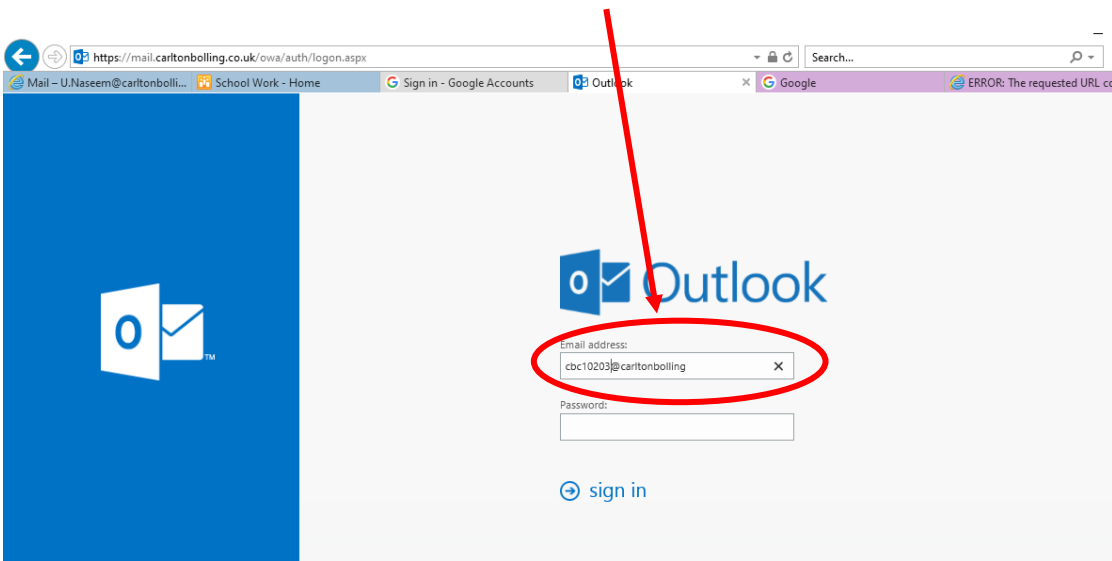 https://mail.carltonbolling.co.uk/owa/auth/logon.aspx
Search...
Mail – U.Naseem@carltonbolli...
School Work - Home
Sign in - Google Accounts
Outlook
Google
ERROR: The requested URL co
Outlook
TM
Email address:
cbc10203@carltonbolling
Password:
sign in